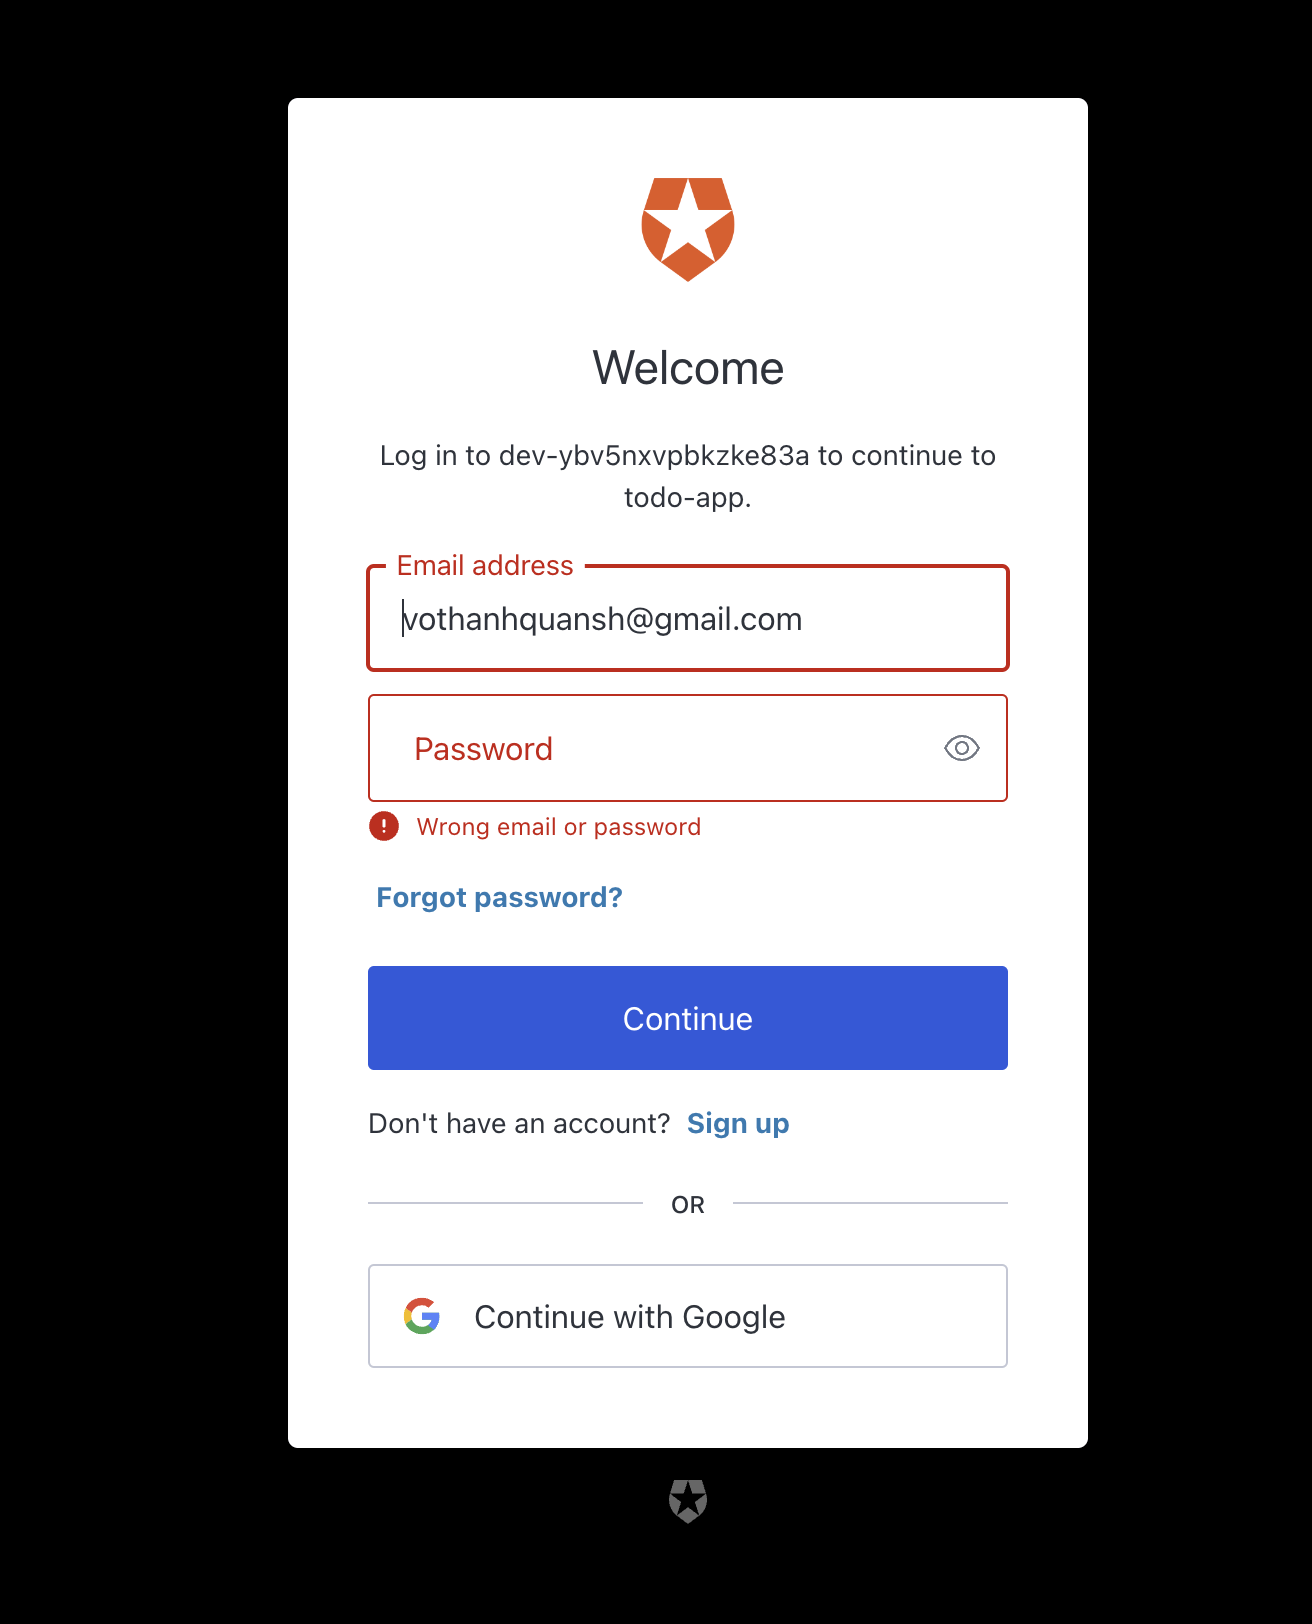 Welcome
Log in to dev-ybv5nxvpbkzke83a to continue to
todo-app.
Email address
vothanhquansh@gmail.com
Password
Wrong email or password
Forgot password?
Continue
Don't have an account? Sign up
OR
Continue with Google